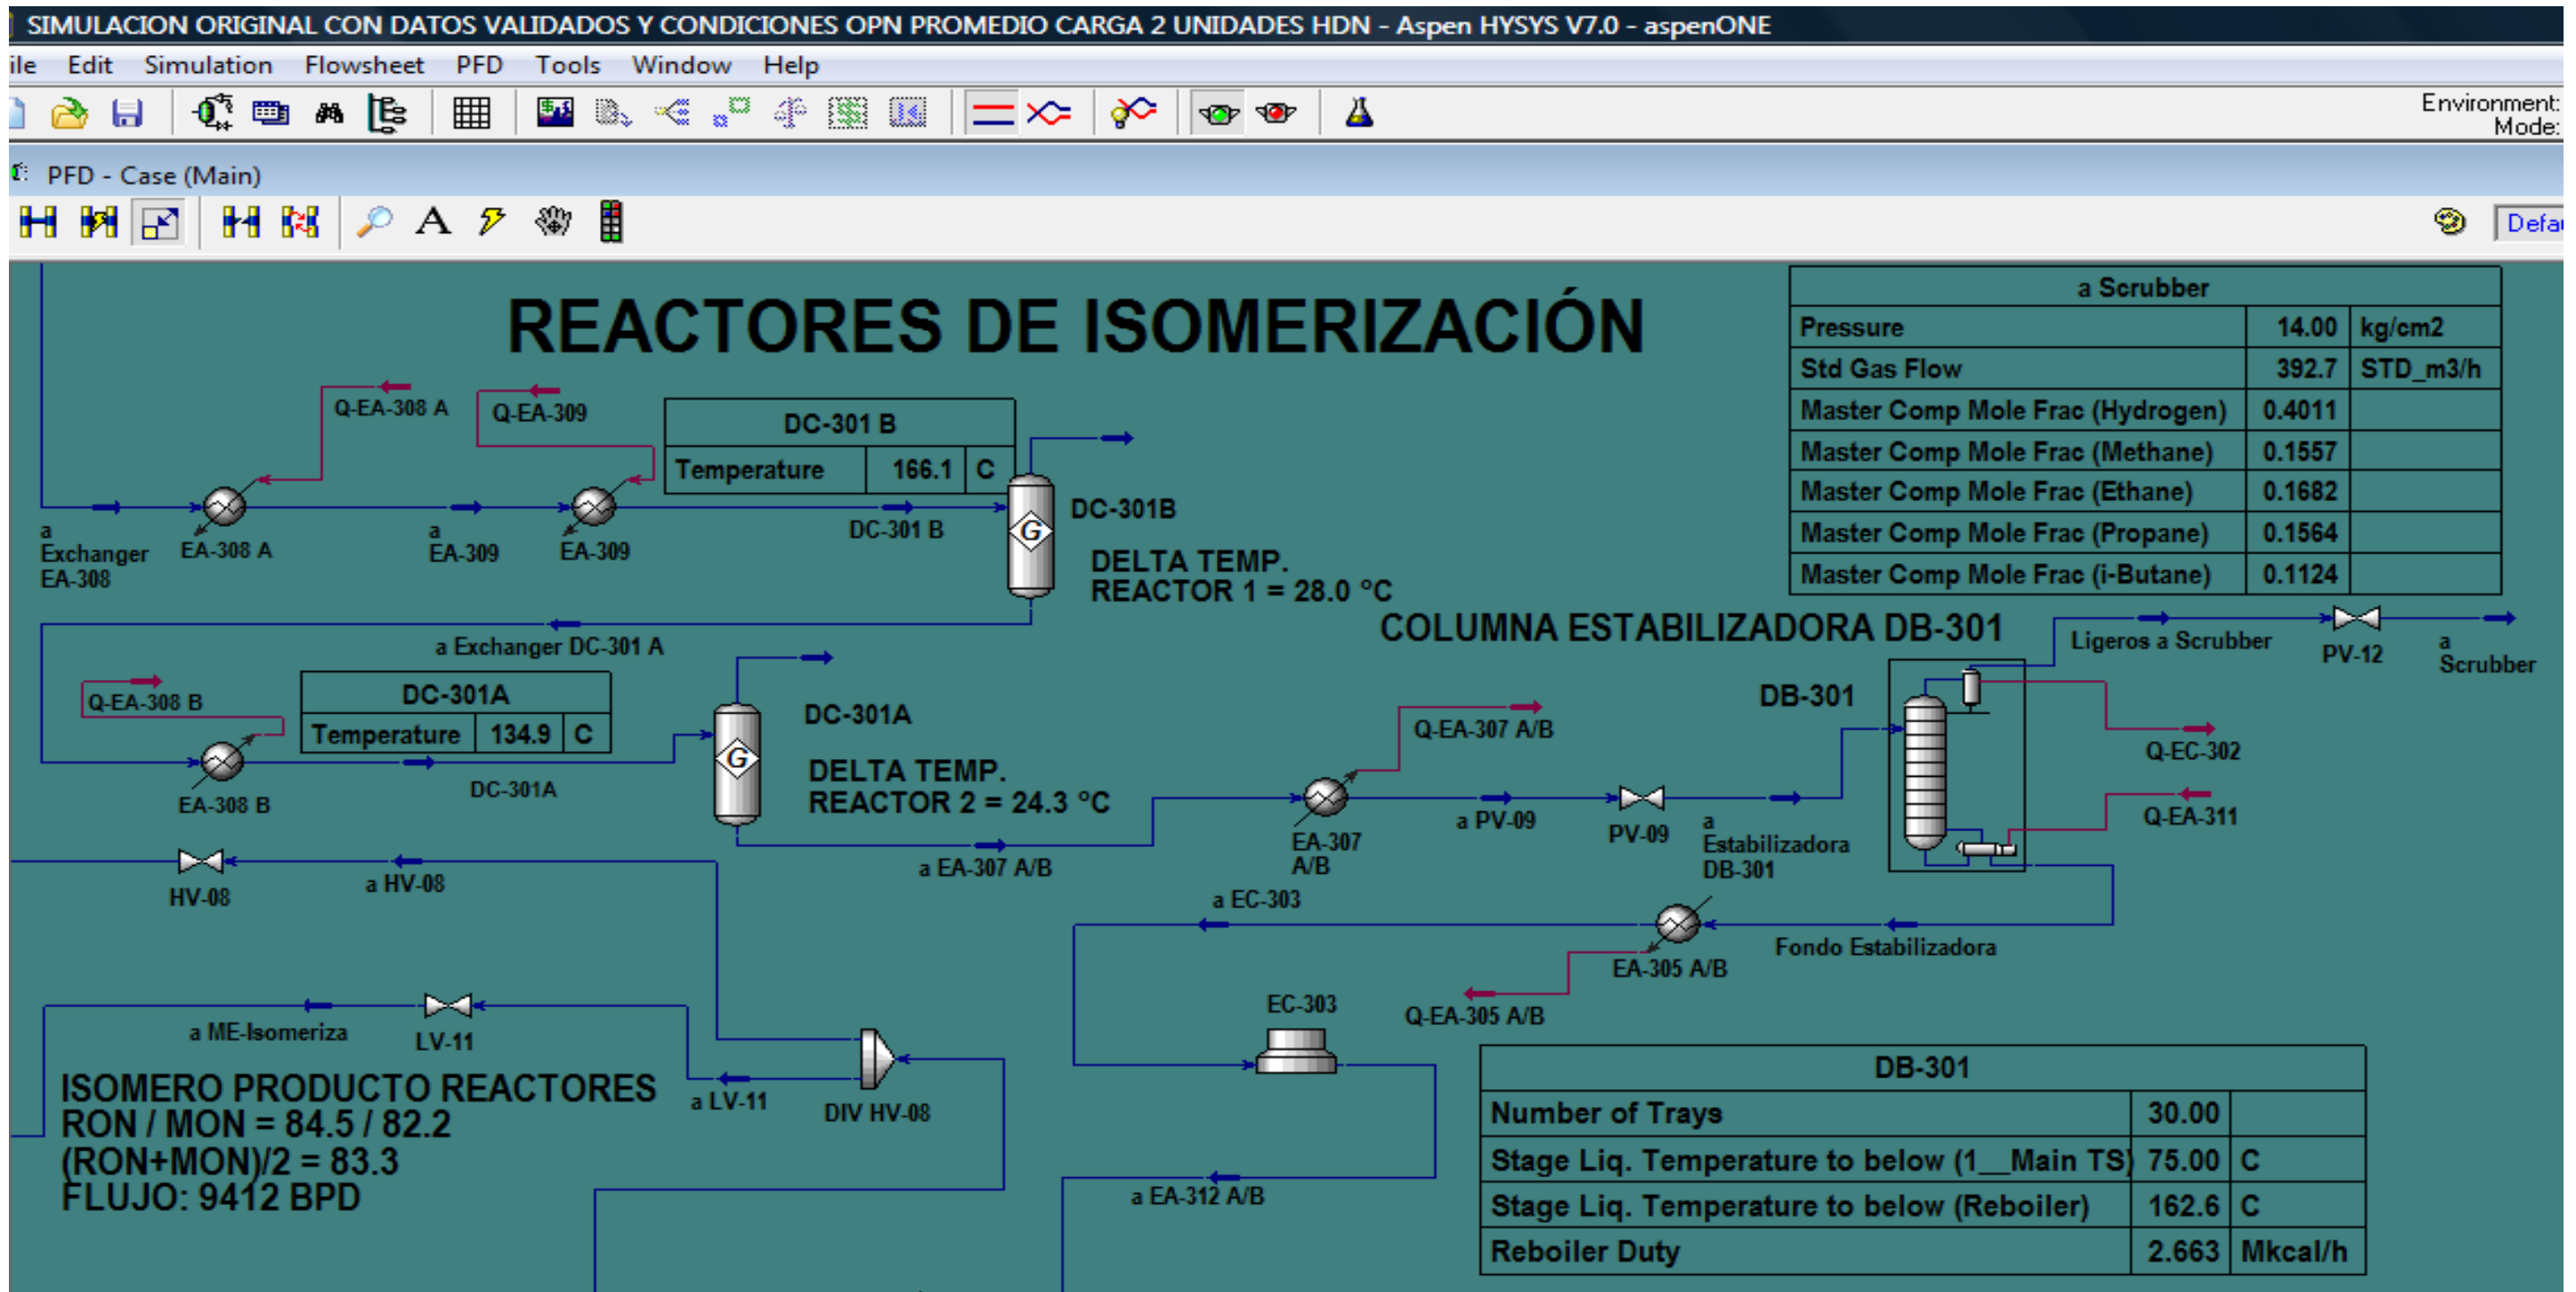 SIMULACION ORIGINAL CON DATOS VALIDADOS Y CONDICIONES OPN PROMEDIO CARGA 2 UNIDADES HDN - Aspen HYSYS V7.0 - aspenONE
Edit Simulation Flowsheet PFD Tools Window Help
Environment:
Mode:
PFD - Case (Main)
A
REACTORES DE ISOMERIZACIÓN
a Scrubber
Pressure 14.00 kg/cm2
Std Gas Flow 392.7 STD_m3/h
Master Comp Mole Frac (Hydrogen) 0.4011
Master Comp Mole Frac (Methane) 0.1557
Master Comp Mole Frac (Ethane) 0.1682
Master Comp Mole Frac (Propane) 0.1564
Master Comp Mole Frac (i-Butane) 0.1124
Q-EA-308 A
Q-EA-309
DC-301 B
Temperature 166.1 C
a
Exchanger
EA-308
EA-308 A
a
EA-309
EA-309
DC-301 B
G
DC-301B
DELTA TEMP.
REACTOR 1 = 28.0 °C
a Exchanger DC-301 A
COLUMNA ESTABILIZADORA DB-301
Ligeros a Scrubber
PV-12
a
Scrubber
Q-EA-308 B
DC-301A
Temperature 134.9 C
EA-308 B
DC-301A
G
DC-301A
DELTA TEMP.
REACTOR 2 = 24.3 °C
a EA-307 A/B
Q-EA-307 A/B
EA-307
A/B
a PV-09
PV-09
a
Estabilizadora
DB-301
DB-301
Q-EC-302
Q-EA-311
HV-08
a HV-08
a EC-303
Fondo Estabilizadora
EA-305 A/B
Q-EA-305 A/B
EC-303
a ME-Isomeriza
LV-11
a LV-11
DIV HV-08
a EA-312 A/B
ISOMERO PRODUCTO REACTORES
RON / MON = 84.5 / 82.2
(RON+MON)/2 = 83.3
FLUJO: 9412 BPD
DB-301
Number of Trays 30.00
Stage Liq. Temperature to below (1__Main TS) 75.00 C
Stage Liq. Temperature to below (Reboiler) 162.6 C
Reboiler Duty 2.663 Mkcal/h